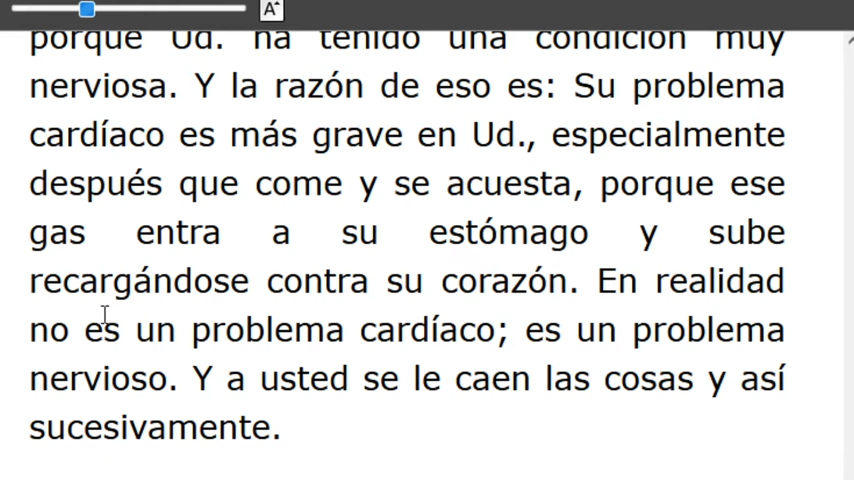 A
porque Ud. ha tenido una condición muy
nerviosa. Y la razón de eso es: Su problema
cardíaco es más grave en Ud., especialmente
después que come y se acuesta, porque ese
gas entra a su estómago y sube
recargándose contra su corazón. En realidad
no es un problema cardíaco; es un problema
nervioso. Y a usted se le caen las cosas y así
sucesivamente.